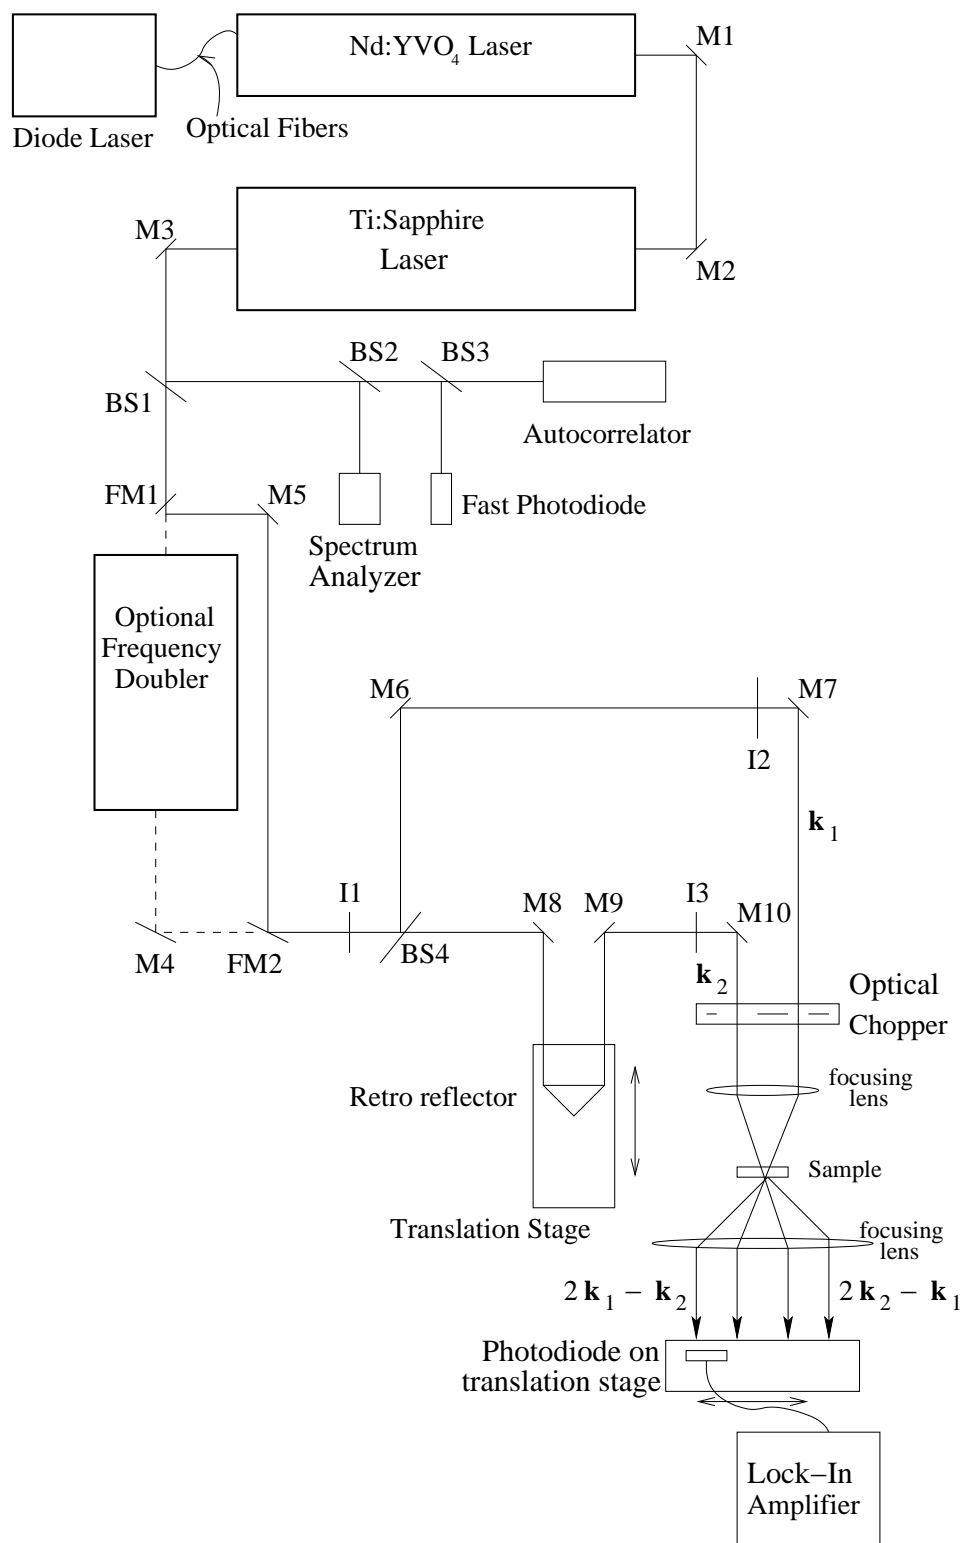 Nd:YVO4 Laser
M1
Diode Laser
Optical Fibers
M3
Ti:Sapphire
Laser
M2
BS2
BS3
BS1
Autocorrelator
FM1
M5
Fast Photodiode
Spectrum
Analyzer
Optional
Frequency
Doubler
M6
M7
I2
k1
I1
M8
M9
I3
M10
M4
FM2
BS4
k2
Optical
Chopper
Retro reflector
focusing
lens
Sample
Translation Stage
focusing
lens
2 k1 − k2
2 k2 − k1
Photodiode on
translation stage
Lock−In
Amplifier